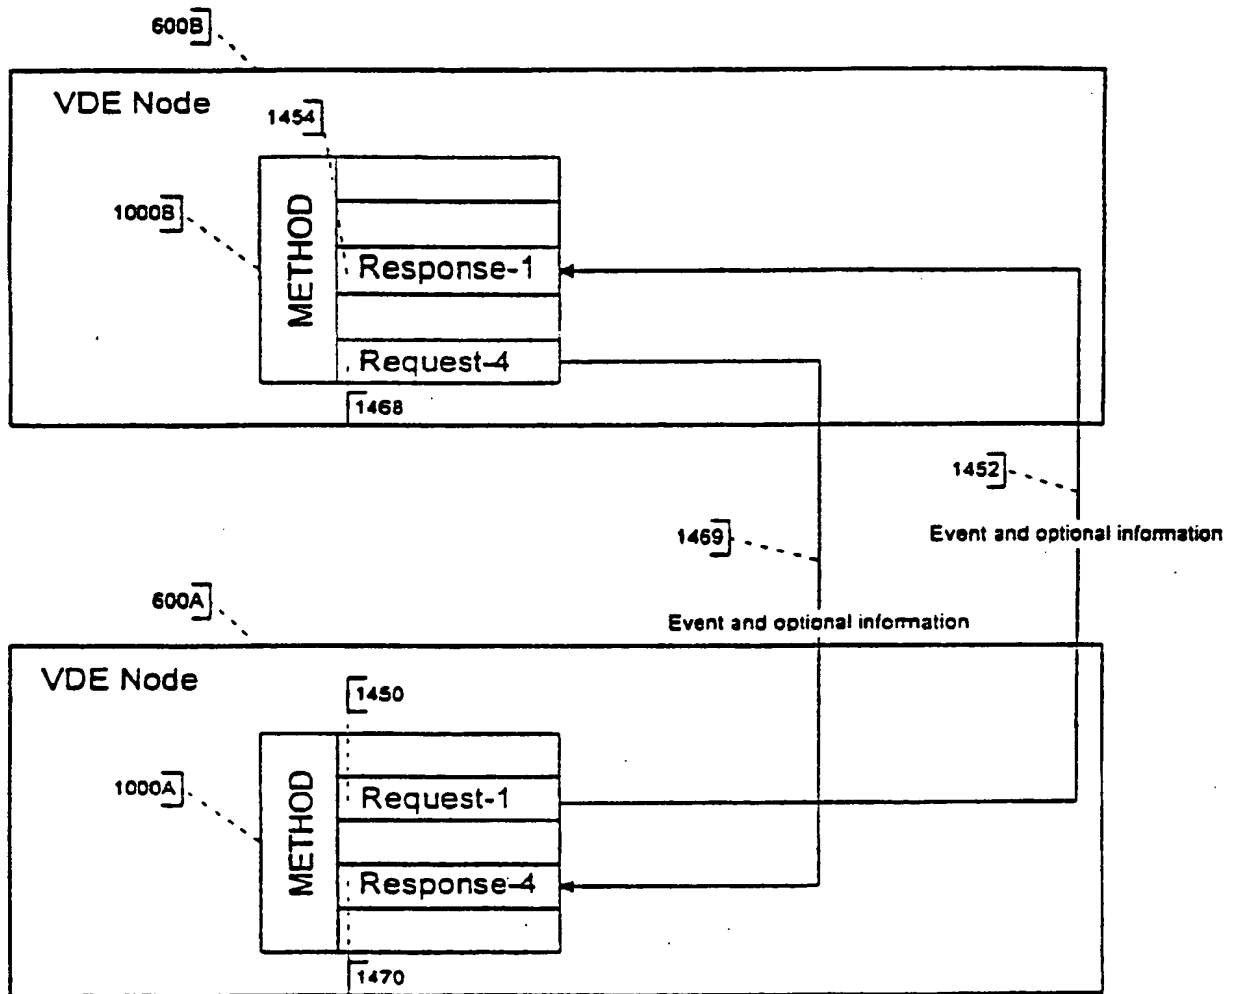 600B
VDE Node
1454
1000B
METHOD
Response-1
Request-4
1468
1452
Event and optional information
1469
600A
Event and optional information
VDE Node
1450
1000A
METHOD
Request-1
Response-4
1470